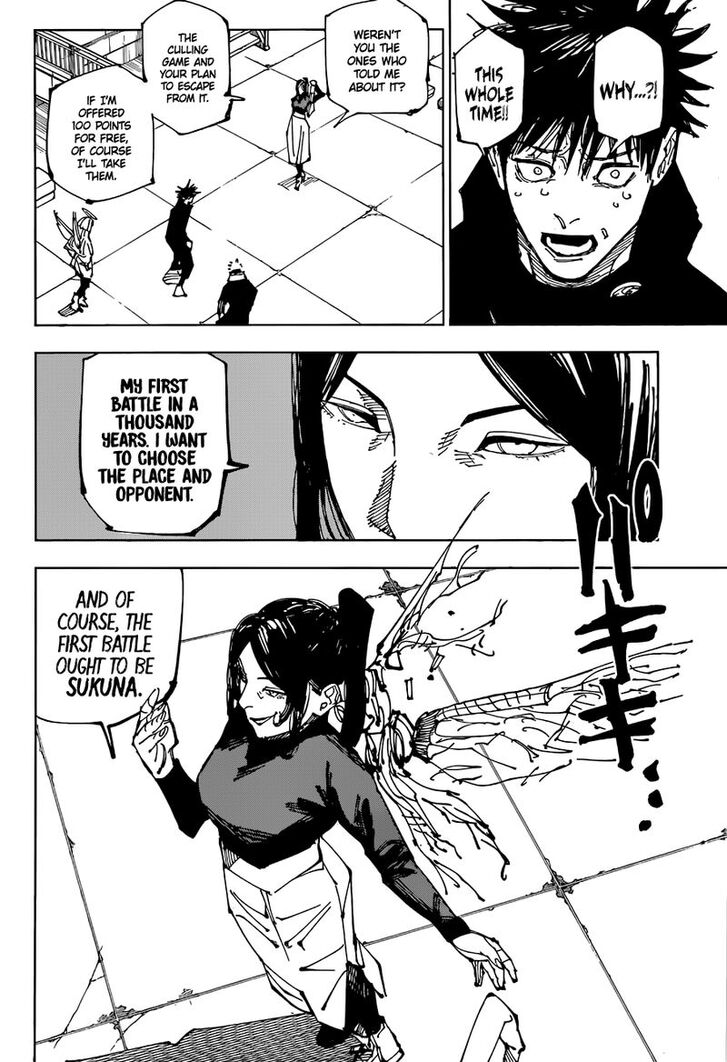 WHY...?!
THIS
WHOLE
TIME!!
WEREN'T
YOU THE
ONES WHO
TOLD ME
ABOUT IT?
THE
CULLING
GAME AND
YOUR PLAN
TO ESCAPE
FROM IT.
IF I'M
OFFERED
100 POINTS
FOR FREE,
OF COURSE
I'LL TAKE
THEM.
MY FIRST
BATTLE IN A
THOUSAND
YEARS. I WANT
TO CHOOSE
THE PLACE AND
OPPONENT.
AND OF
COURSE, THE
FIRST BATTLE
OUGHT TO BE
SUKUNA.